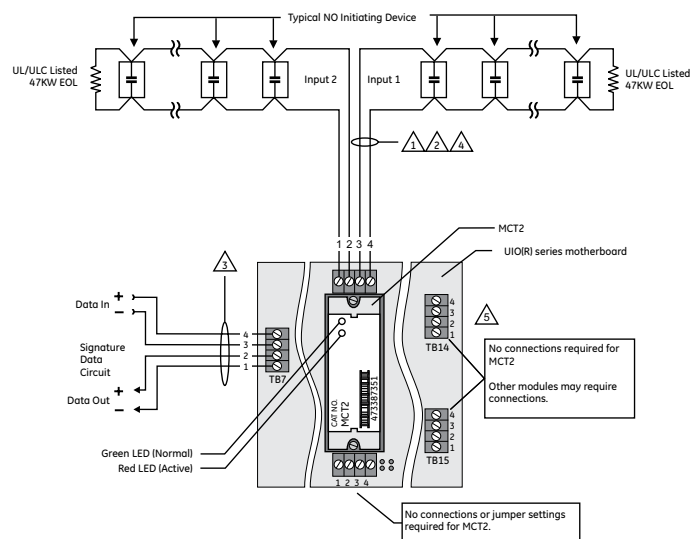 Typical NO Initiating Device
UL/ULC Listed
47KW EOL
Input 2
Input 1
UL/ULC Listed
47KW EOL
1 2 4
1 2 3 4
MCT2
UIO(R) series motherboard
3
Data In
+
−
Signature
Data
Circuit
+
−
Data Out
4
3
2
1
TB7
CAT NO.
MCT2
473387351
4
3
2
1
TB14
5
No connections required for
MCT2
Other modules may require
connections.
4
3
2
1
TB15
Green LED (Normal)
Red LED (Active)
1 2 3 4
No connections or jumper settings
required for MCT2.